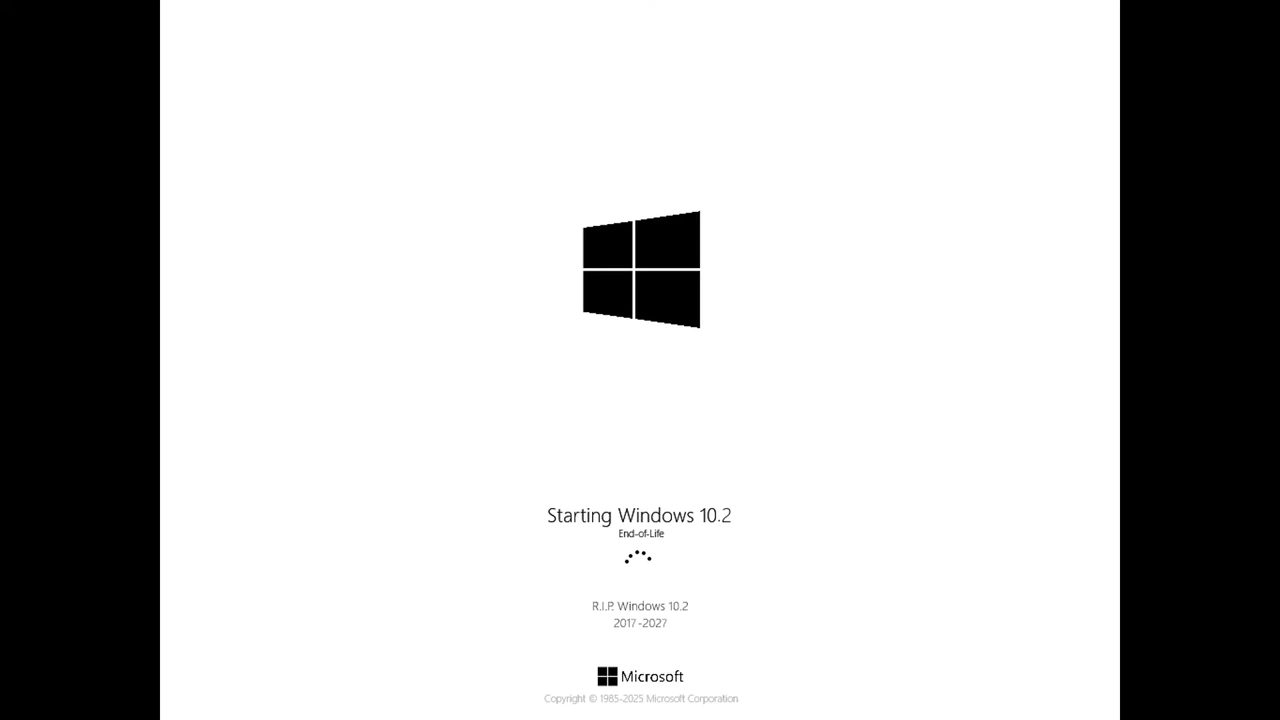 Starting Windows 10.2
End-of-Life
R.I.P. Windows 10.2
2017-2027
Microsoft
Copyright © 1985-2025 Microsoft Corporation